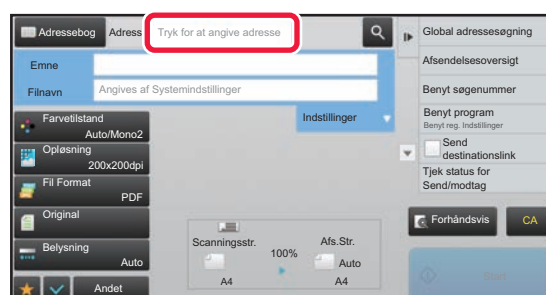 Adressebog Adress Tryk for at angive adresse
Emne
Filnavn Angives af Systemindstillinger
Indstillinger
Farvetilstand
Auto/Mono2
Opløsning
200x200dpi
Fil Format
PDF
Original
Belysning
Auto
Andet
Scanningsstr.
A4
100%
Afs.Str.
Auto
A4
Global adressesøgning
Afsendelsesoversigt
Benyt søgenummer
Benyt program
Benyt reg. Indstillinger
Send
destinationslink
Tjek status for
Send/modtag
Forhåndsvis CA
Start